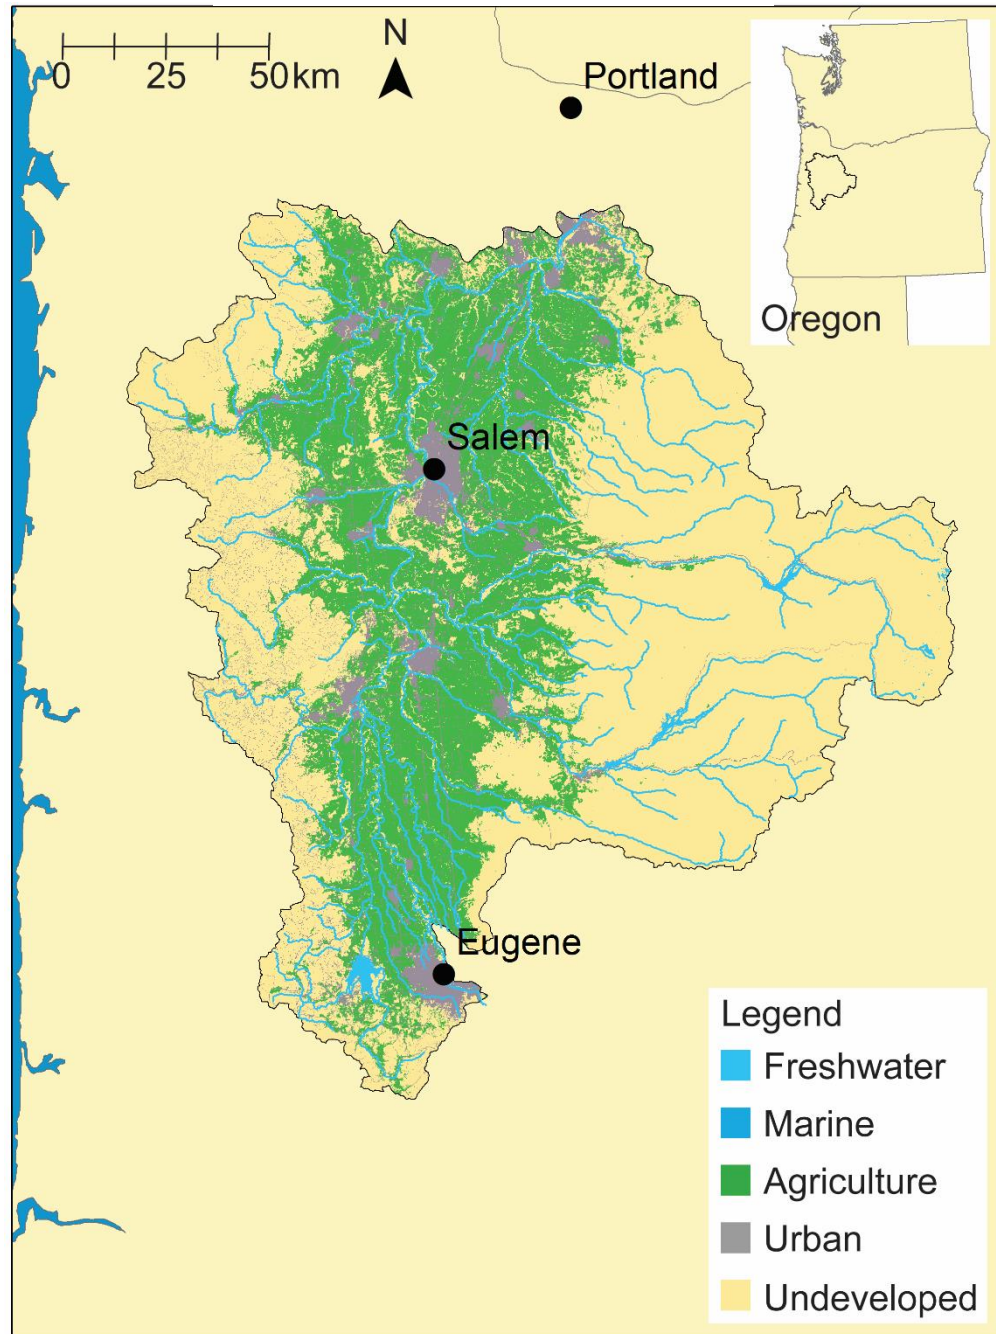 N
0 25 50km
Portland
Oregon
Salem
Eugene
Legend
Freshwater
Marine
Agriculture
Urban
Undeveloped